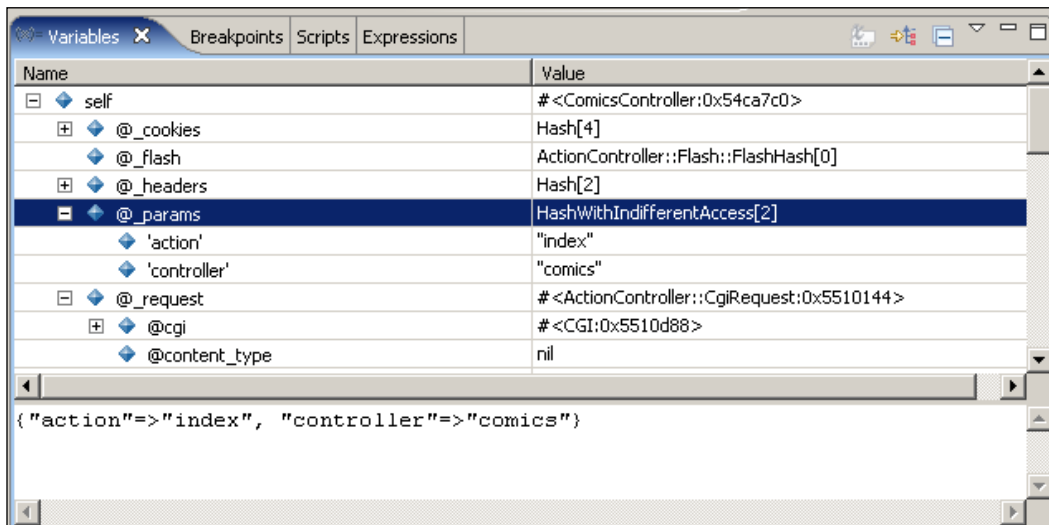 Variables Breakpoints Scripts Expressions
Name Value
self #<ComicsController:0x54ca7c0>
@_cookies Hash[4]
@_flash ActionController::Flash::FlashHash[0]
@_headers Hash[2]
@_params HashWithIndifferentAccess[2]
'action' "index"
'controller' "comics"
@_request #<ActionController::CgiRequest:0x5510144>
@cgi #<CGI:0x5510d88>
@content_type nil
{"action"=>"index", "controller"=>"comics"}